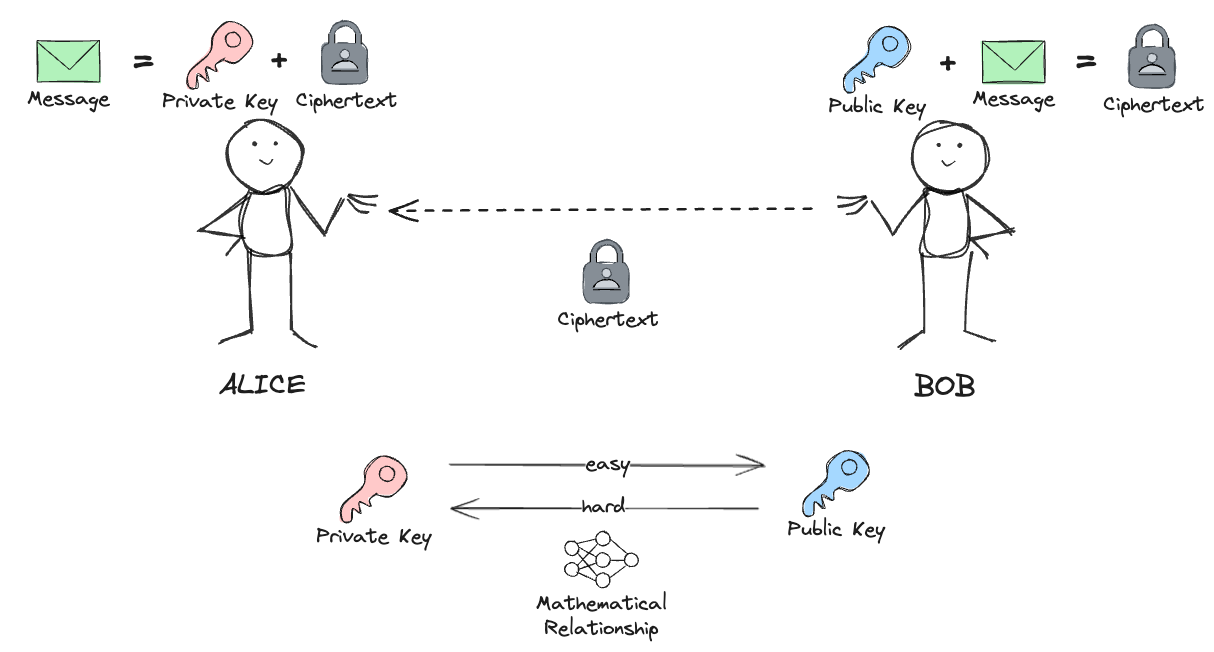 = + + =
Message Private Key Ciphertext Public Key Message Ciphertext
Ciphertext
ALICE BOB
easy
hard
Private Key Public Key
Mathematical
Relationship